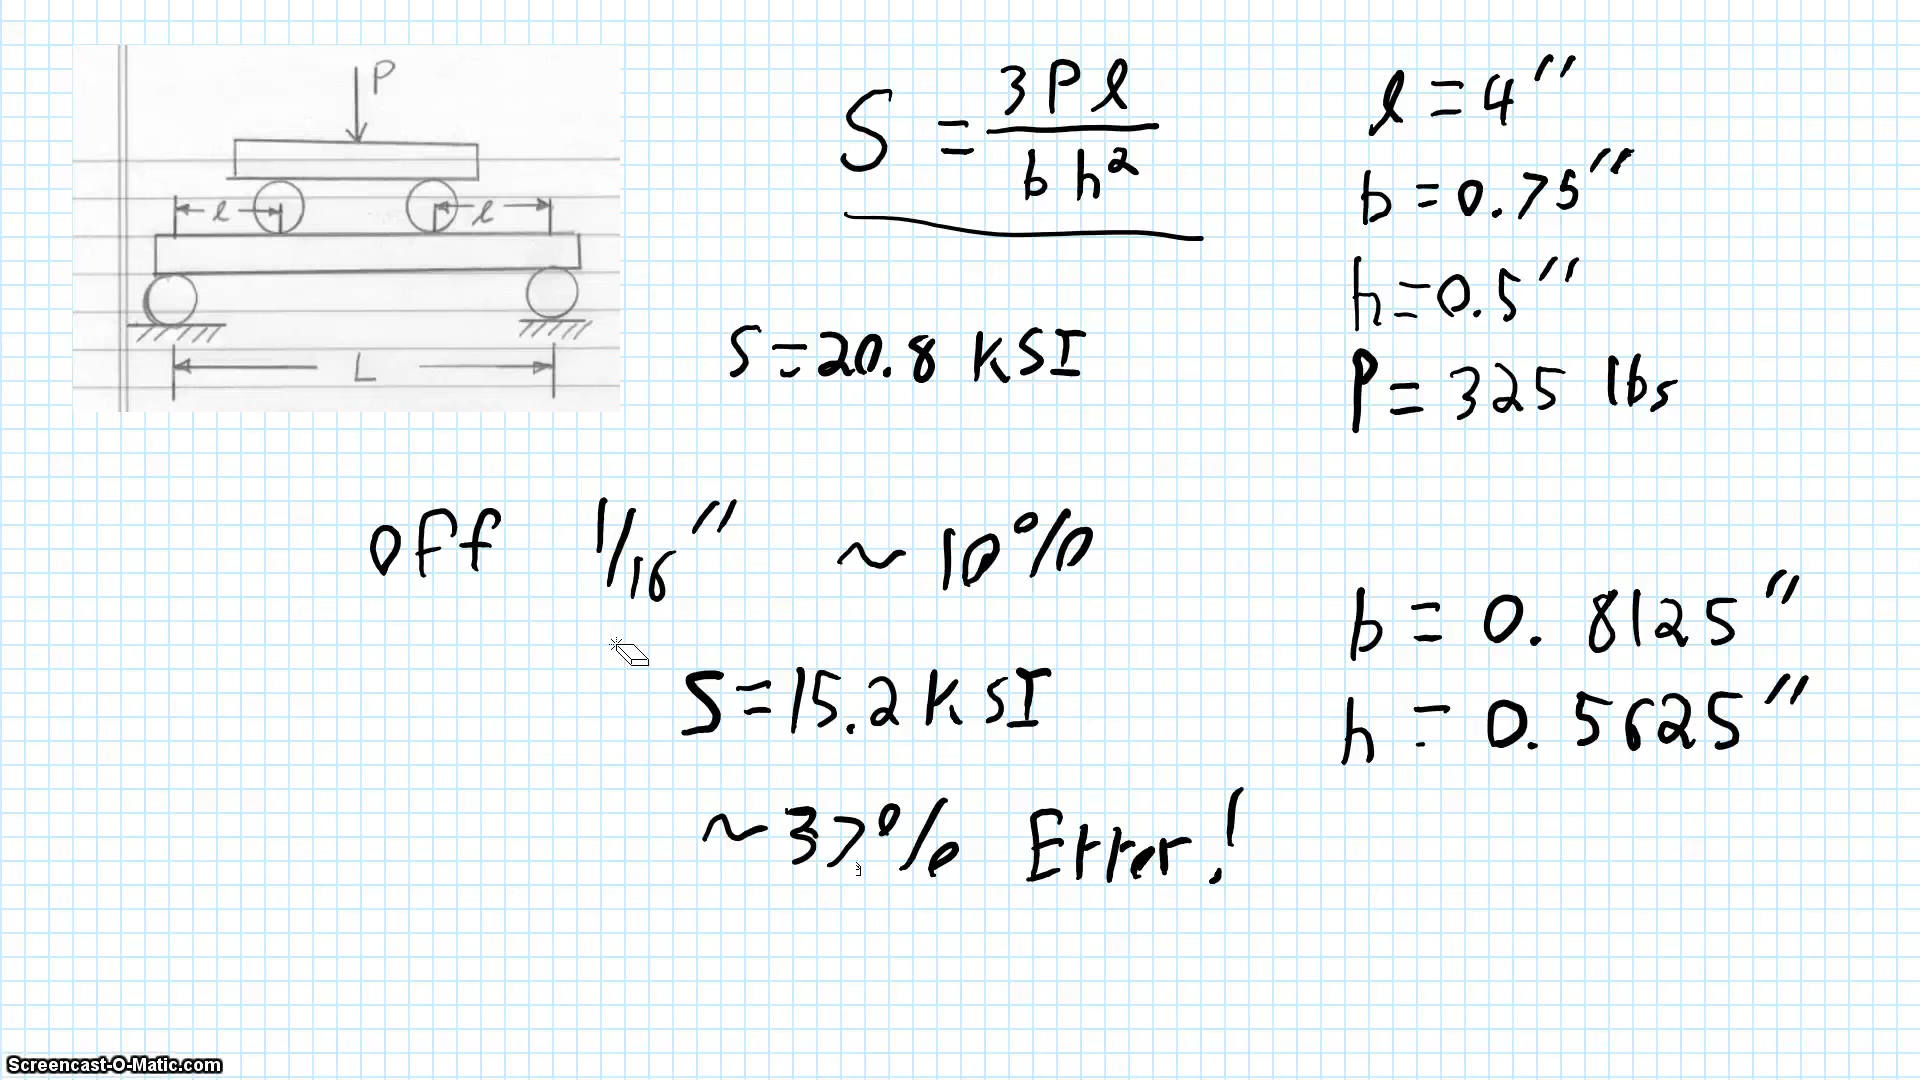 P
l l
L
S = 3Pl / bh²
l = 4"
b = 0.75"
h = 0.5"
P = 325 lbs
S = 20.8 KSI
off 1/16" ~ 10%
b = 0.8125"
h = 0.5625"
S = 15.2 KSI
~ 37% Error!
Screencast-O-Matic.com